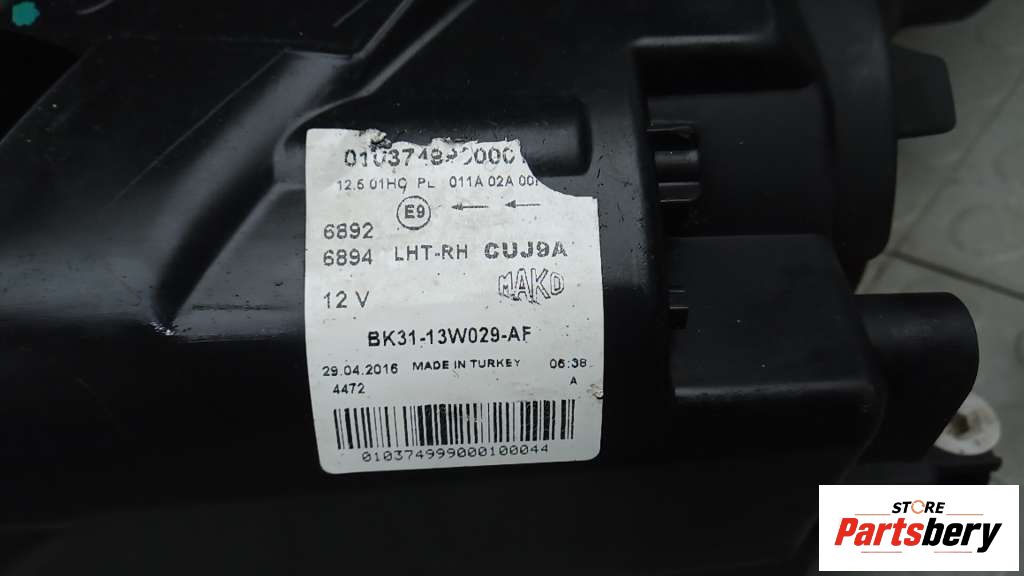 12.5 01HC PL 011A 02A
E9
6892
6894 LHT-RH CUJ9A
MAKO
12 V
BK31-13W029-AF
29.04.2016 MADE IN TURKEY 06:38
4472 A
010374999000100044
STORE
Partsbery